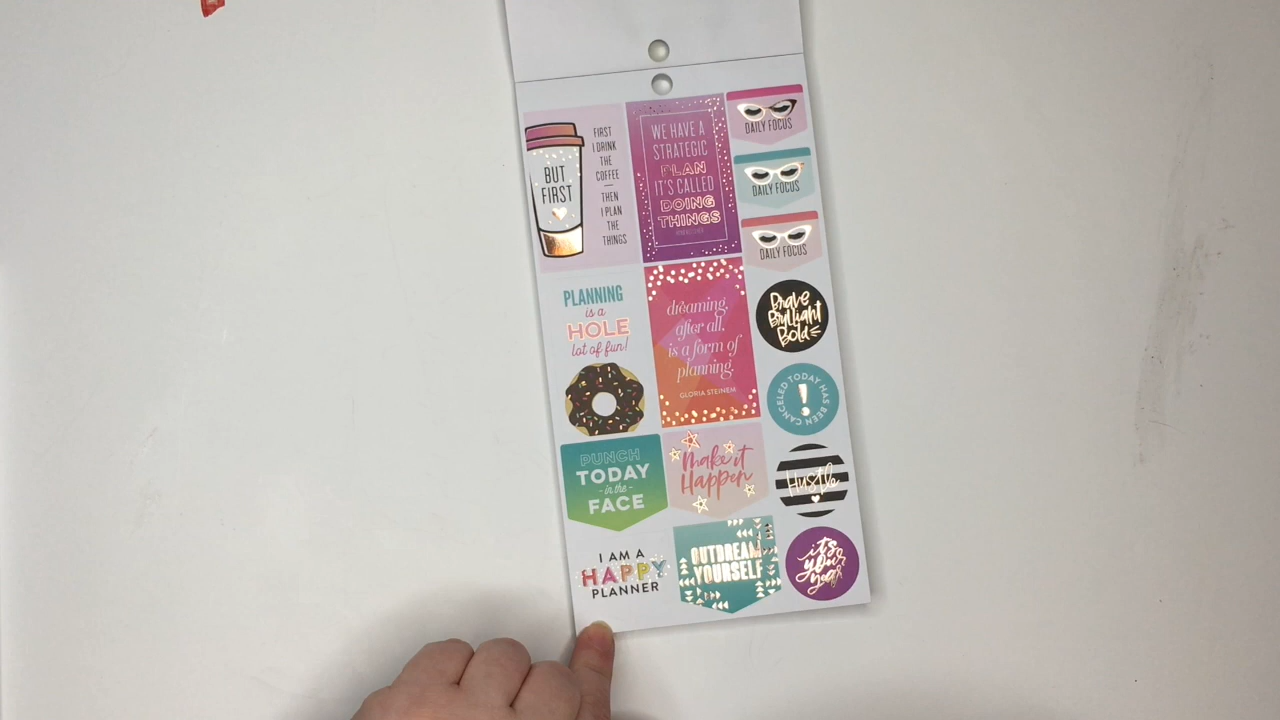 BUT
FIRST
FIRST
I DRINK
THE
COFFEE
THEN
I PLAN
THE
THINGS
WE HAVE A
STRATEGIC
PLAN
IT'S CALLED
DOING
THINGS
DAILY FOCUS
DAILY FOCUS
DAILY FOCUS
PLANNING
is a
HOLE
lot of fun!
dreaming,
after all,
is a form of
planning.
GLORIA STEINEM
Brave
Brilliant
Bold
TODAY HAS BEEN CANCELED
!
PUNCH
TODAY
- in the -
FACE
make it
Happen
Hustle
I AM A
HAPPY
PLANNER
OUTDREAM
YOURSELF
it's
your
year